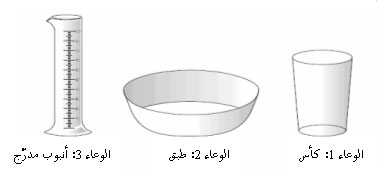 الوعاء 1: كأس
الوعاء 2: طبق
الوعاء 3: أنبوب مدرّج